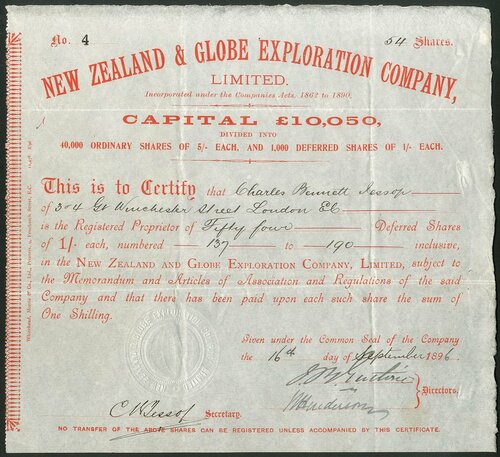 No. 4 54 Shares.
NEW ZEALAND & GLOBE EXPLORATION COMPANY,
LIMITED.
Incorporated under the Companies Acts, 1862 to 1890.
CAPITAL £10,050,
DIVIDED INTO
40,000 ORDINARY SHARES OF 5/- EACH, AND 1,000 DEFERRED SHARES OF 1/- EACH.
This is to Certify that Charles Bennett Jessop
of 3 & 4 Gt Winchester Street London EC
is the Registered Proprietor of Fifty four Deferred Shares
of 1/- each, numbered 137 to 190 inclusive,
in the NEW ZEALAND AND GLOBE EXPLORATION COMPANY, LIMITED, subject to
the Memorandum and Articles of Association and Regulations of the said
Company and that there has been paid upon each such share the sum of
One Shilling.
Given under the Common Seal of the Company
the 16th day of September 1896
Directors.
C B Jessop Secretary.
W Henderson
NO TRANSFER OF THE ABOVE SHARES CAN BE REGISTERED UNLESS ACCOMPANIED BY THIS CERTIFICATE.